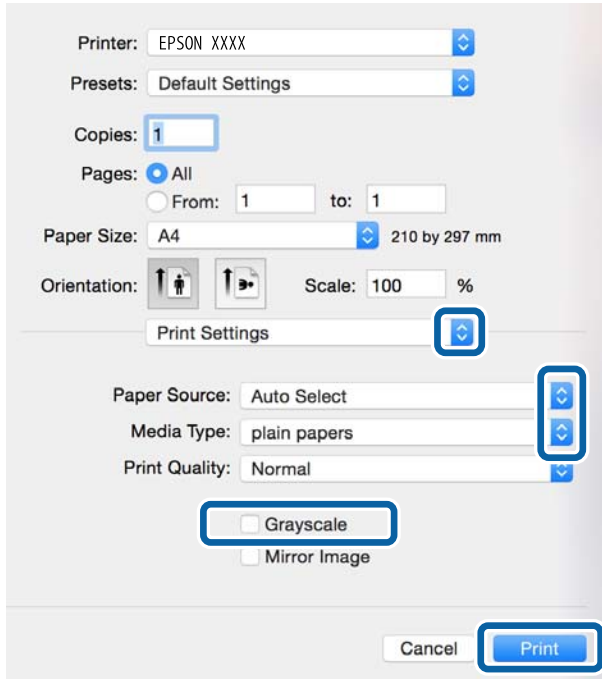 Printer: EPSON XXXX
Presets: Default Settings
Copies: 1
Pages: All
From: 1 to: 1
Paper Size: A4 210 by 297 mm
Orientation: Scale: 100 %
Print Settings
Paper Source: Auto Select
Media Type: plain papers
Print Quality: Normal
Grayscale
Mirror Image
Cancel Print